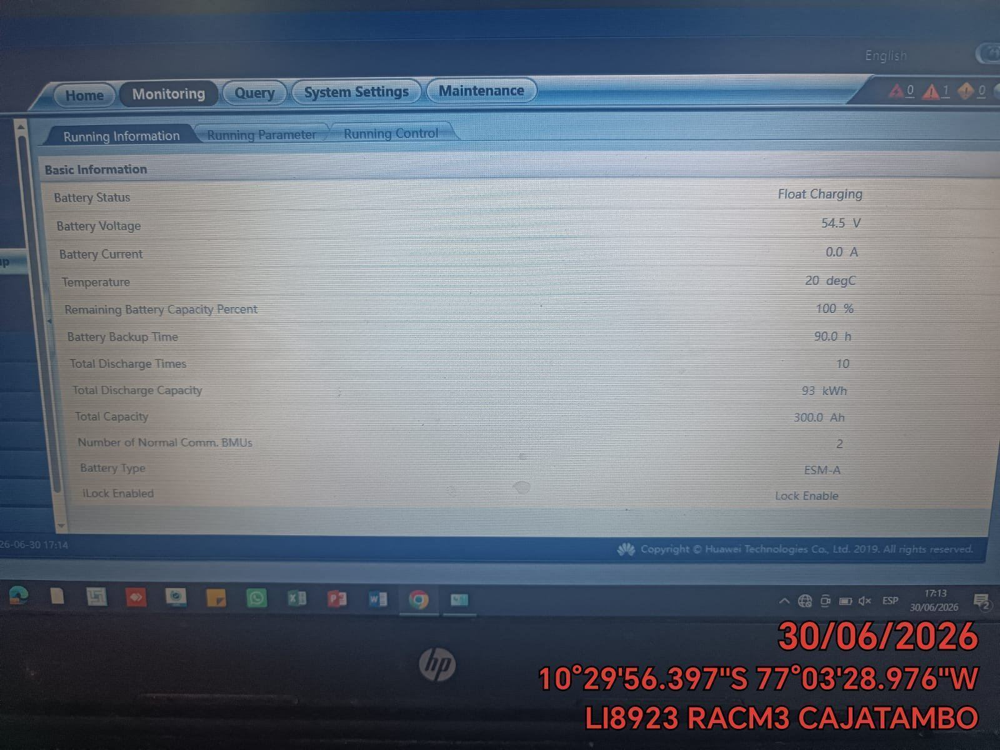 English
Home Monitoring Query System Settings Maintenance 0 1 0
Running Information Running Parameter Running Control
Basic Information
Battery Status Float Charging
Battery Voltage 54.5 V
Battery Current 0.0 A
Temperature 20 degC
Remaining Battery Capacity Percent 100 %
Battery Backup Time 90.0 h
Total Discharge Times 10
Total Discharge Capacity 93 kWh
Total Capacity 300.0 Ah
Number of Normal Comm. BMUs 2
Battery Type ESM-A
iLock Enabled Lock Enable
26-06-30 17:14
Copyright © Huawei Technologies Co., Ltd. 2019. All rights reserved.
ESP
17:13
30/06/2026
2
hp
30/06/2026
10°29'56.397"S 77°03'28.976"W
LI8923 RACM3 CAJATAMBO